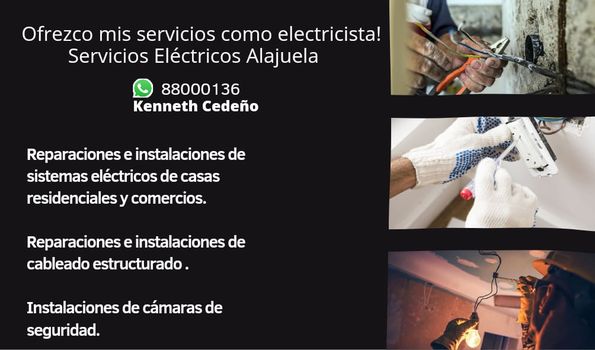 Ofrezco mis servicios como electricista!
Servicios Eléctricos Alajuela
88000136
Kenneth Cedeño
Reparaciones e instalaciones de
sistemas eléctricos de casas
residenciales y comercios.
Reparaciones e instalaciones de
cableado estructurado .
Instalaciones de cámaras de
seguridad.